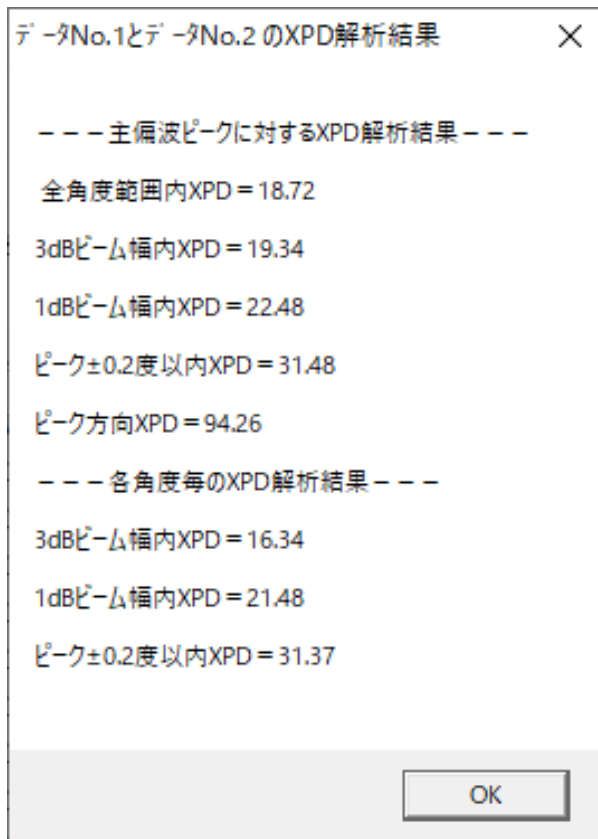 ﾃﾞｰﾀNo.1とﾃﾞｰﾀNo.2 のXPD解析結果
－－－主偏波ﾋﾟｰｸに対するXPD解析結果－－－
全角度範囲内XPD＝18.72
3dBﾋﾞｰﾑ幅内XPD＝19.34
1dBﾋﾞｰﾑ幅内XPD＝22.48
ﾋﾟｰｸ±0.2度以内XPD＝31.48
ﾋﾟｰｸ方向XPD＝94.26
－－－各角度毎のXPD解析結果－－－
3dBﾋﾞｰﾑ幅内XPD＝16.34
1dBﾋﾞｰﾑ幅内XPD＝21.48
ﾋﾟｰｸ±0.2度以内XPD＝31.37
OK